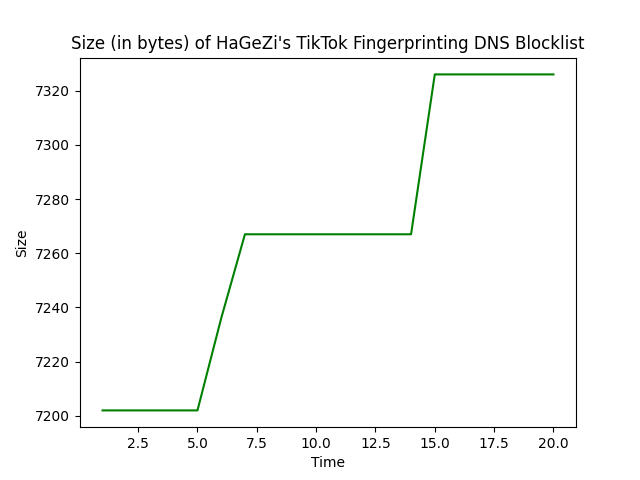 Size (in bytes) of HaGeZi's TikTok Fingerprinting DNS Blocklist
7320
7300
7280
7260
7240
7220
7200
Size
2.5 5.0 7.5 10.0 12.5 15.0 17.5 20.0
Time